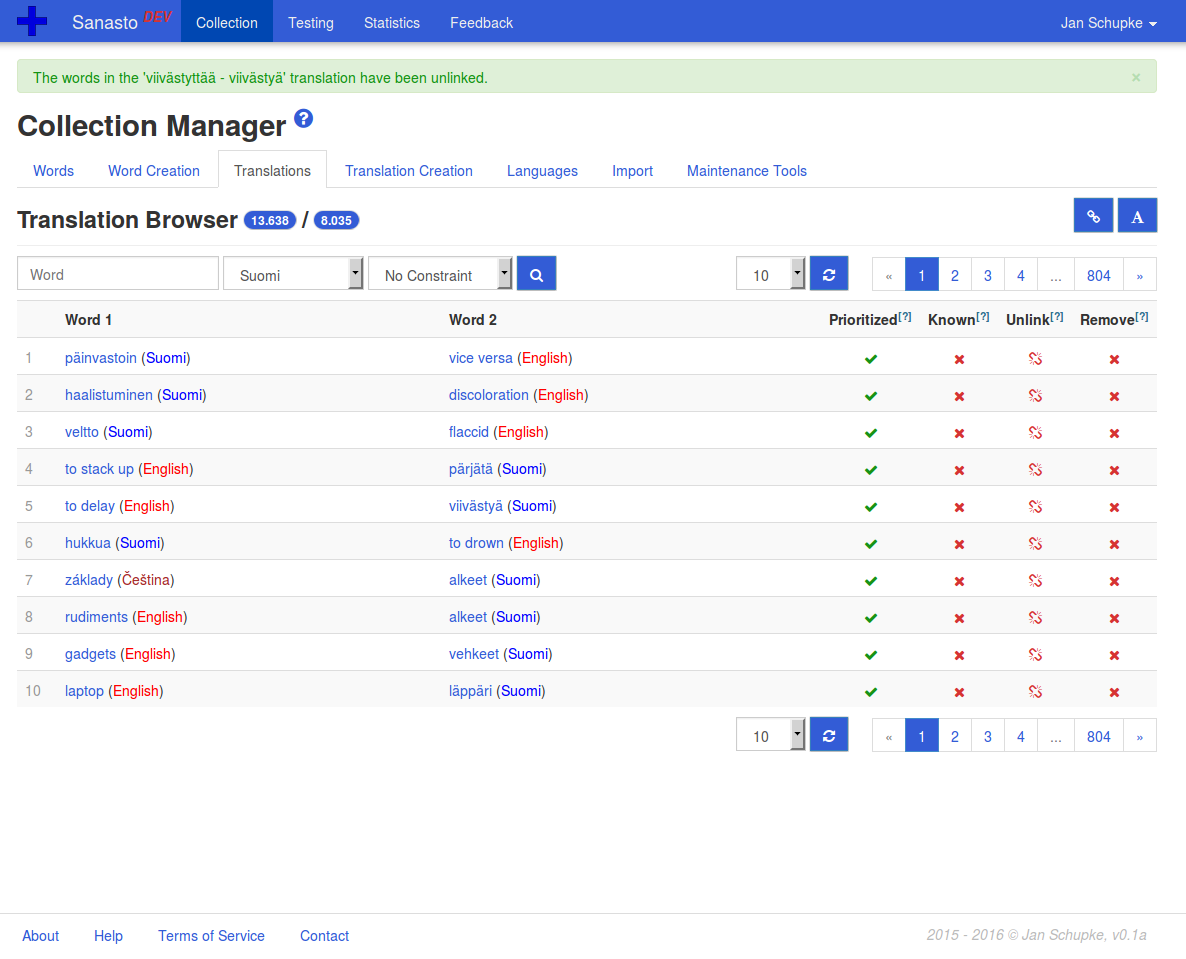 Sanasto DEV Collection Testing Statistics Feedback Jan Schupke
The words in the 'viivästyttää - viivästyä' translation have been unlinked. ×
Collection Manager ?
Words Word Creation Translations Translation Creation Languages Import Maintenance Tools
Translation Browser 13.638 / 8.035 A
Word Suomi No Constraint 10 « 1 2 3 4 ... 804 »
Word 1 Word 2 Prioritized[?] Known[?] Unlink[?] Remove[?]
1 päinvastoin (Suomi) vice versa (English)
2 haalistuminen (Suomi) discoloration (English)
3 veltto (Suomi) flaccid (English)
4 to stack up (English) pärjätä (Suomi)
5 to delay (English) viivästyä (Suomi)
6 hukkua (Suomi) to drown (English)
7 základy (Čeština) alkeet (Suomi)
8 rudiments (English) alkeet (Suomi)
9 gadgets (English) vehkeet (Suomi)
10 laptop (English) läppäri (Suomi)
10 « 1 2 3 4 ... 804 »
About Help Terms of Service Contact 2015 - 2016 © Jan Schupke, v0.1a